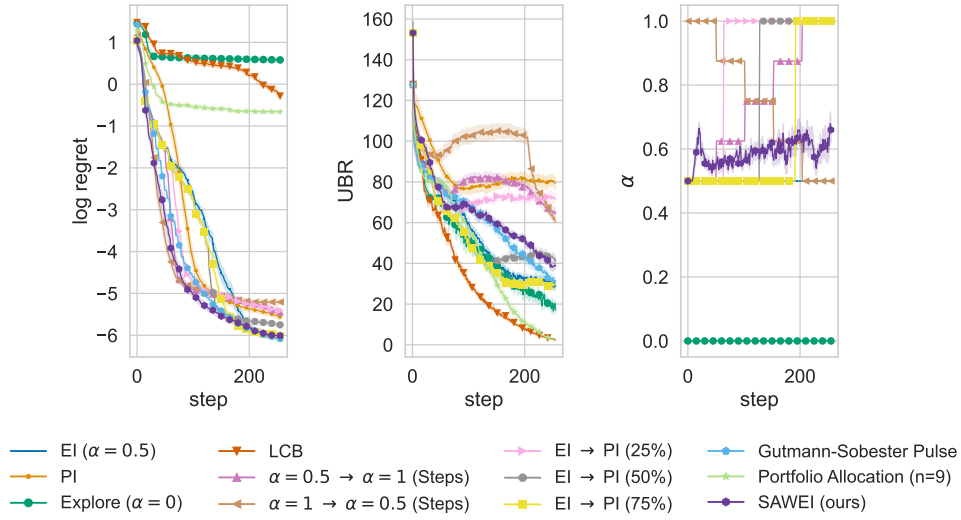 1
0
−1
−2
−3
−4
−5
−6
log regret
0
200
step
160
140
120
100
80
60
40
20
0
UBR
0
200
step
1.0
0.8
0.6
0.4
0.2
0.0
α
0
200
step
EI (α = 0.5)
PI
Explore (α = 0)
LCB
α = 0.5 → α = 1 (Steps)
α = 1 → α = 0.5 (Steps)
EI → PI (25%)
EI → PI (50%)
EI → PI (75%)
Gutmann-Sobester Pulse
Portfolio Allocation (n=9)
SAWEI (ours)